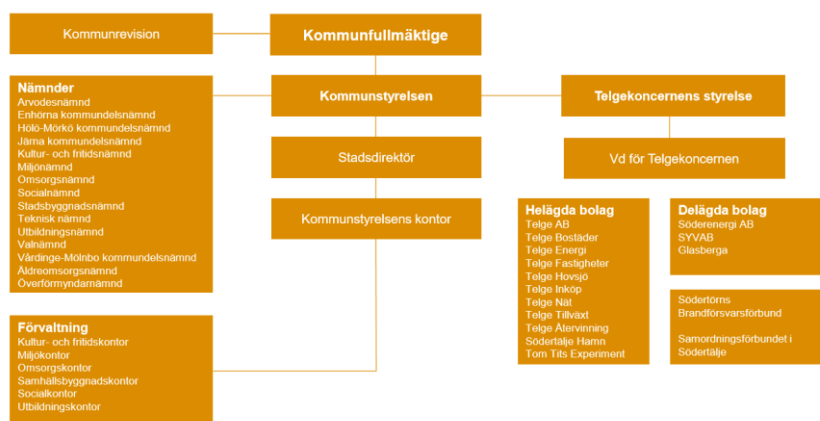 Kommunrevision
Kommunfullmäktige
Nämnder
Arvodesnämnd
Enhörna kommundelsnämnd
Hölö-Mörkö kommundelsnämnd
Järna kommundelsnämnd
Kultur- och fritidsnämnd
Miljönämnd
Omsorgsnämnd
Socialnämnd
Stadsbyggnadsnämnd
Teknisk nämnd
Utbildningsnämnd
Valnämnd
Vårdinge-Mölnbo kommundelsnämnd
Äldreomsorgsnämnd
Överförmyndarnämnd
Kommunstyrelsen
Telgekoncernens styrelse
Stadsdirektör
Vd för Telgekoncernen
Kommunstyrelsens kontor
Helägda bolag
Telge AB
Telge Bostäder
Telge Energi
Telge Fastigheter
Telge Hovsjö
Telge Inköp
Telge Nät
Telge Tillväxt
Telge Återvinning
Södertälje Hamn
Tom Tits Experiment
Delägda bolag
Söderenergi AB
SYVAB
Glasberga
Södertörns
Brandförsvarsförbund
Samordningsförbundet i
Södertälje
Förvaltning
Kultur- och fritidskontor
Miljökontor
Omsorgskontor
Samhällsbyggnadskontor
Socialkontor
Utbildningskontor